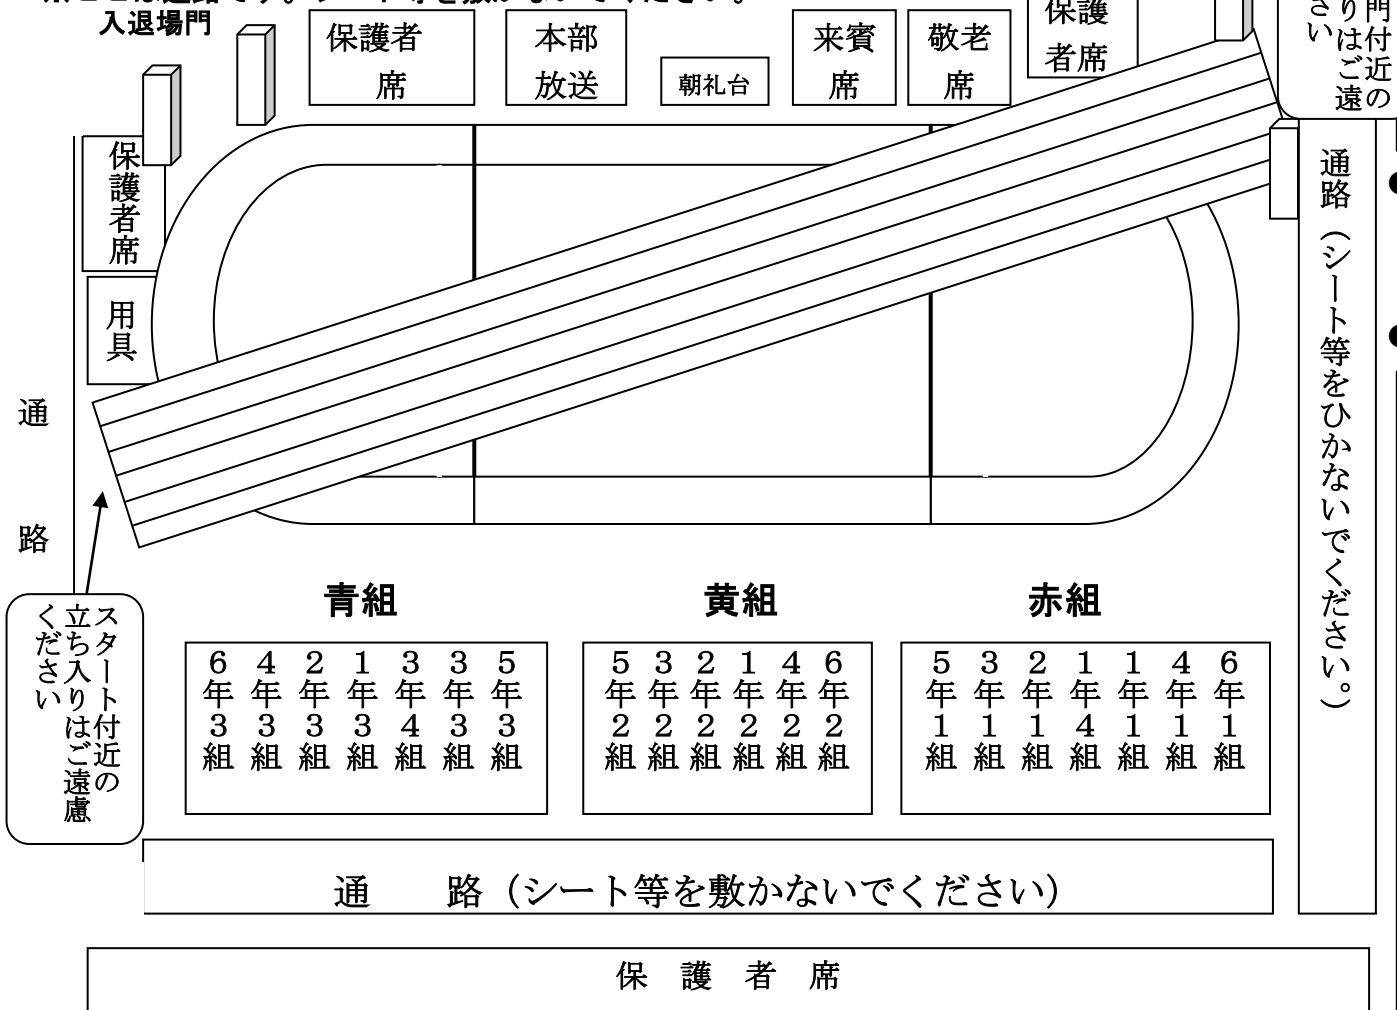 入退場門
保護者
席
本部
放送
朝礼台
来賓
席
敬老
席
保護
者席
門付近の
りはご遠
さい
保護者席
用具
通路
通路（シート等をひかないでください。）
スタート付近の
立ち入りはご遠慮
ください
青組
黄組
赤組
6年3組
4年3組
2年3組
1年3組
3年4組
3年3組
5年3組
5年2組
3年2組
2年2組
1年2組
4年2組
6年2組
5年1組
3年1組
2年1組
1年4組
1年1組
4年1組
6年1組
通　　路（シート等を敷かないでください）
保　護　者　席